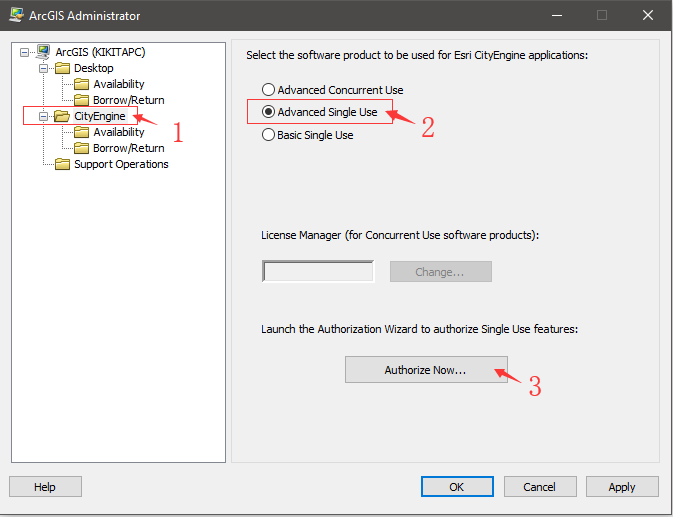 ArcGIS Administrator
ArcGIS (KIKITAPC)
Desktop
Availability
Borrow/Return
CityEngine
1
Availability
Borrow/Return
Support Operations
Select the software product to be used for Esri CityEngine applications:
Advanced Concurrent Use
Advanced Single Use
2
Basic Single Use
License Manager (for Concurrent Use software products):
Change...
Launch the Authorization Wizard to authorize Single Use features:
Authorize Now...
3
Help
OK
Cancel
Apply